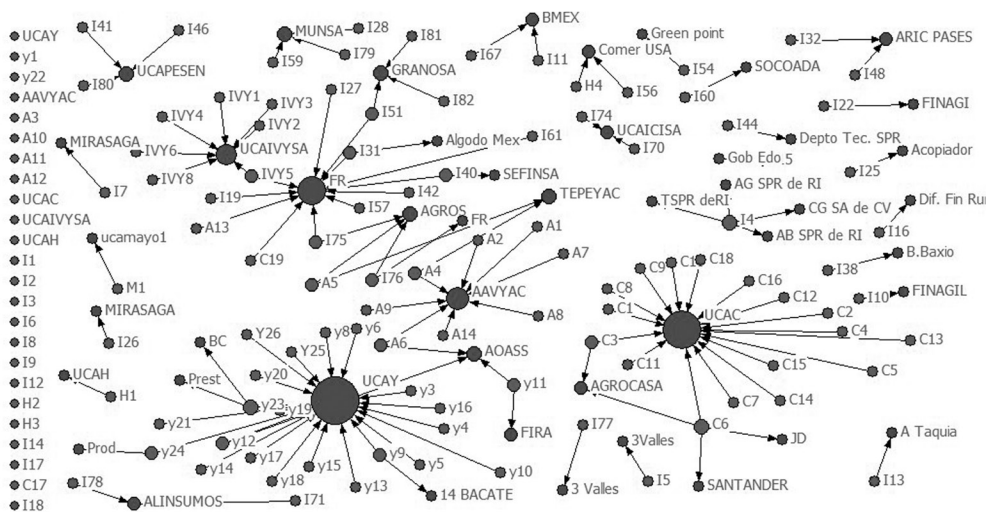 UCAY
y1
y22
AAVYAC
A3
A10
A11
A12
UCAC
UCAIVYSA
UCAH
I1
I2
I3
I6
I8
I9
I12
H2
H3
I14
I17
C17
I18
I41
I46
I80
UCAPESEN
MUNSA
I28
I59
I79
I81
GRANOSA
I82
I51
I27
IVY1
IVY3
IVY4
IVY2
IVY6
UCAIVYSA
IVY8
IVY5
MIRASAGA
I7
I31
Algodo Mex
I61
FR
I40
SEFINSA
I19
I42
I57
A13
C19
I75
AGROS
FR
TEPEYAC
A5
I76
A4
A2
A1
A7
AAVYAC
A9
A8
A14
A6
AOASS
ucamayo1
M1
MIRASAGA
I26
UCAH
H1
BC
Prest
Y26
Y25
y8
y6
y20
UCAY
y3
y16
y4
y23
y19
y21
y12
y24
Prod
y14
y17
y18
y15
y13
y9
y5
y10
14 BACATE
y11
FIRA
I78
ALINSUMOS
I71
BMEX
I67
I11
Comer USA
H4
I56
Green point
I54
I60
SOCOADA
I32
ARIC PASES
I48
I22
FINAGI
I74
UCAICISA
I70
I44
Depto Tec. SPR
Gob Edo
5
I25
Acopiador
AG SPR de RI
TSPR deRI
I4
CG SA de CV
AB SPR de RI
I16
Dif. Fin Rur
I38
B.Baxio
I10
FINAGIL
C8
C9
C1
C18
C16
C12
C2
C1
UCAC
C4
C13
C3
C11
C15
C5
AGROCASA
C7
C14
C6
JD
SANTANDER
I77
3 Valles
3Valles
I5
A Taquia
I13